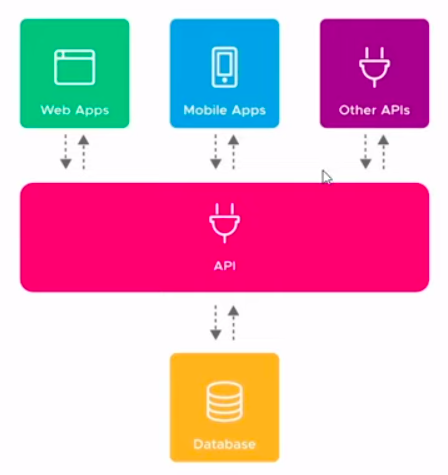 Web Apps
Mobile Apps
Other APIs
API
Database